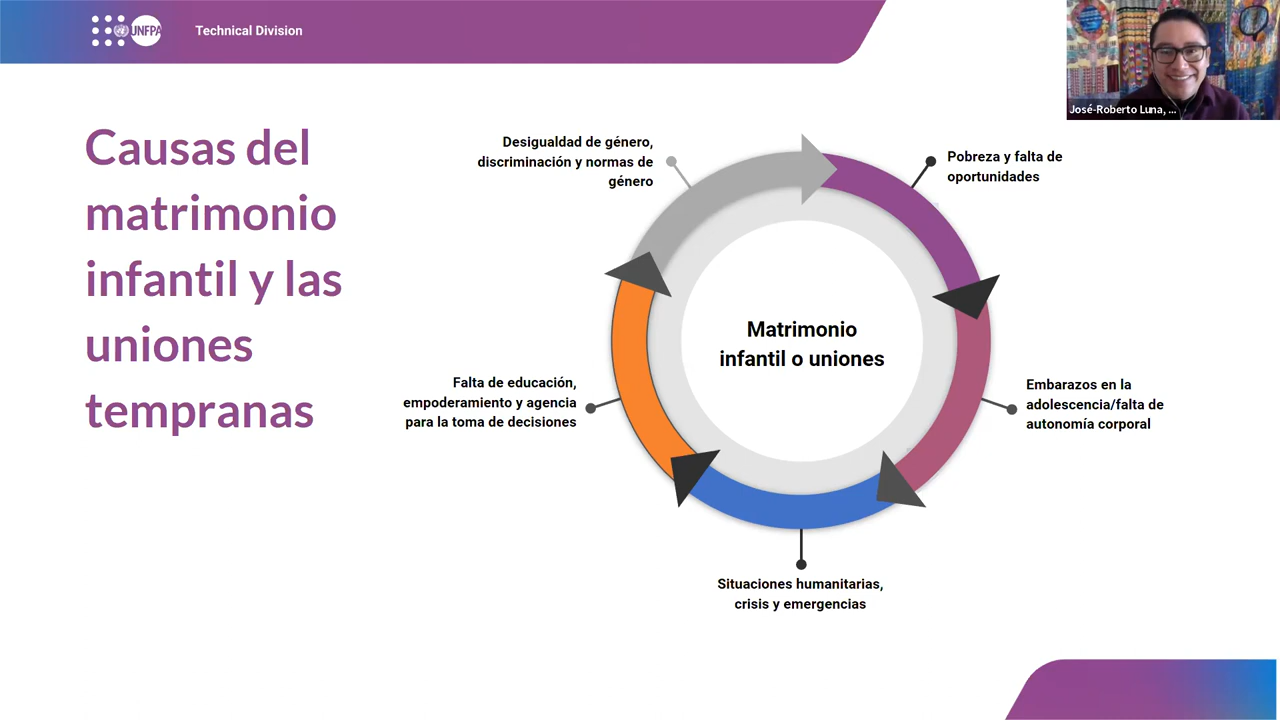 UNFPA
Technical Division
José-Roberto Luna, ...
Causas del
matrimonio
infantil y las
uniones
tempranas
Desigualdad de género,
discriminación y normas de
género
Pobreza y falta de
oportunidades
Matrimonio
infantil o uniones
Falta de educación,
empoderamiento y agencia
para la toma de decisiones
Embarazos en la
adolescencia/falta de
autonomía corporal
Situaciones humanitarias,
crisis y emergencias